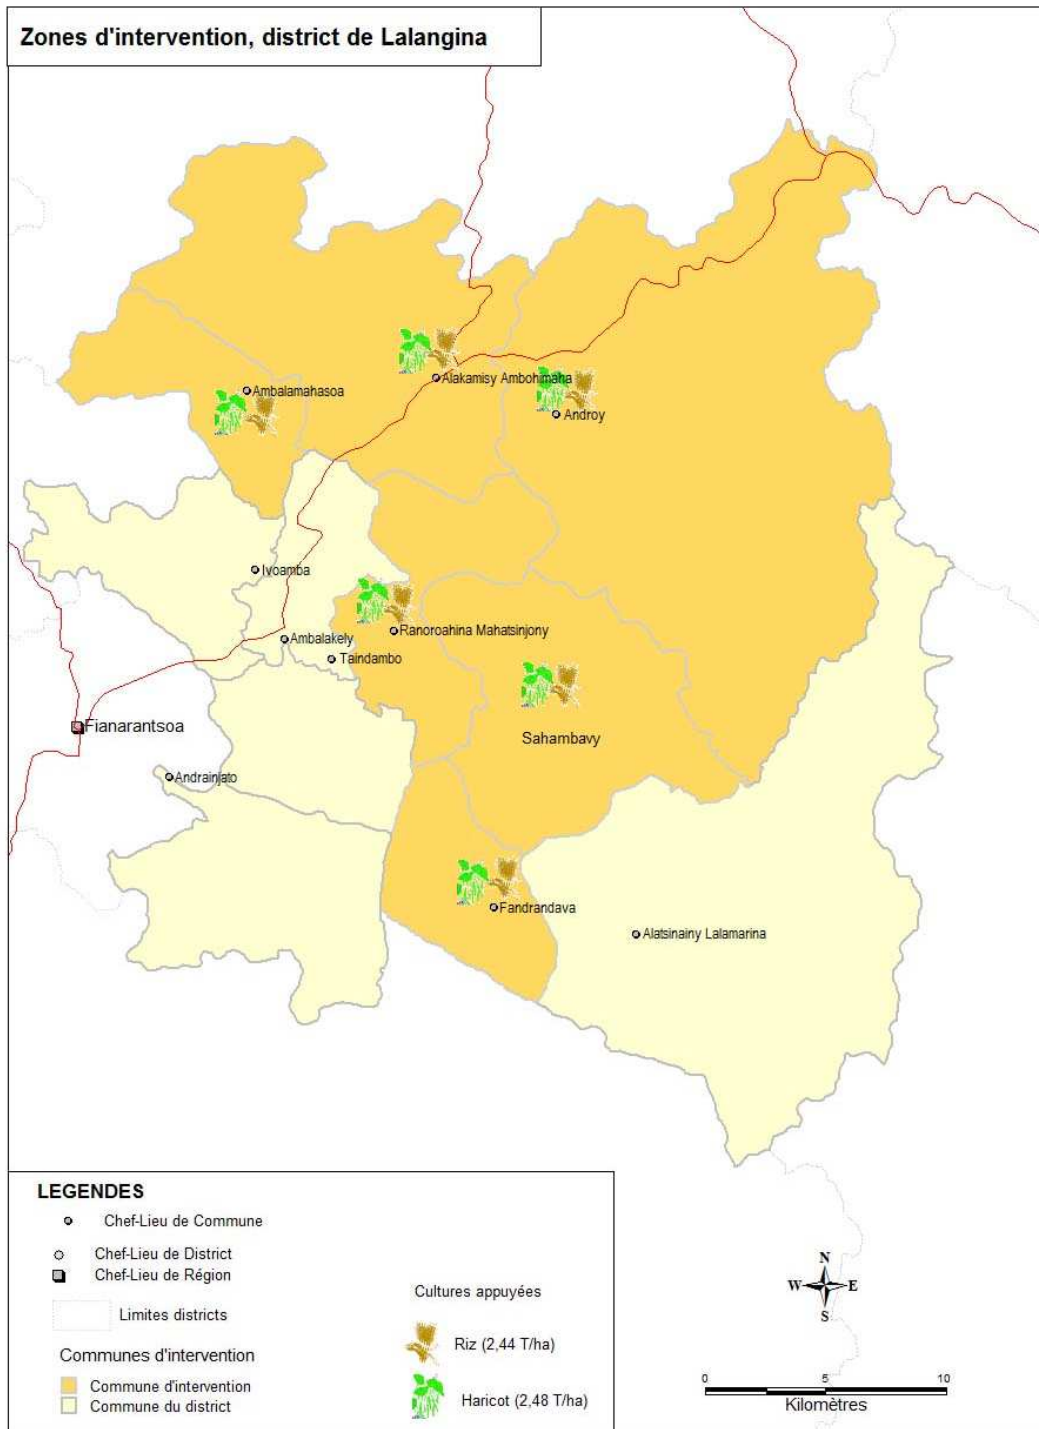 Zones d'intervention, district de Lalangina
Alakamisy Ambohimaha
Ambalamahasoa
Androy
Ivoamba
Ranoroahina Mahatsinjony
Ambalakely
Taindambo
Fianarantsoa
Sahambavy
Andrainjato
Fandrandava
Alatsinainy Lalamarina
LEGENDES
Chef-Lieu de Commune
Chef-Lieu de District
Chef-Lieu de Région
Limites districts
Communes d'intervention
Commune d'intervention
Commune du district
Cultures appuyées
Riz (2,44 T/ha)
Haricot (2,48 T/ha)
N
W E
S
0 5 10
Kilomètres